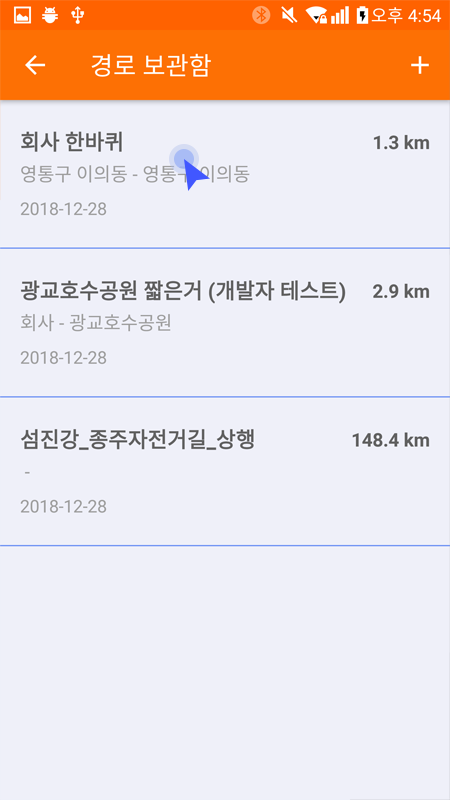 오후 4:54
경로 보관함
회사 한바퀴 1.3 km
영통구 이의동 - 영통구 이의동
2018-12-28
광교호수공원 짧은거 (개발자 테스트) 2.9 km
회사 - 광교호수공원
2018-12-28
섬진강_종주자전거길_상행 148.4 km
-
2018-12-28